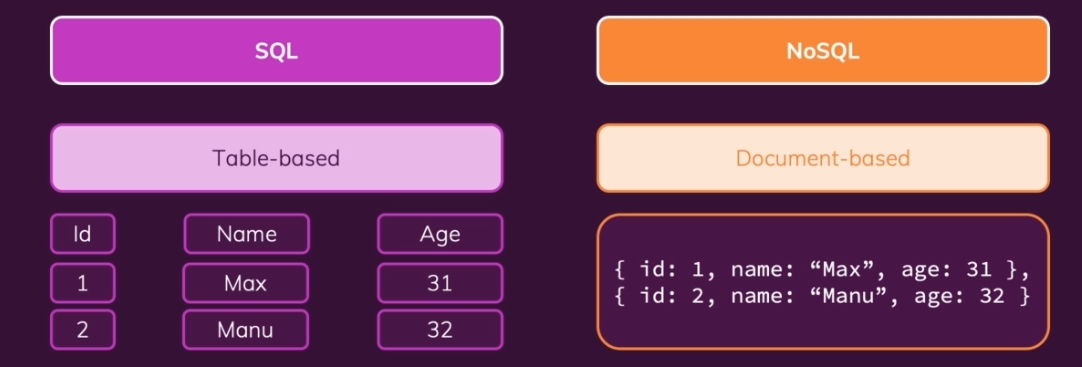 SQL
NoSQL
Table-based
Document-based
Id Name Age
1 Max 31
2 Manu 32
{ id: 1, name: “Max”, age: 31 },
{ id: 2, name: “Manu”, age: 32 }